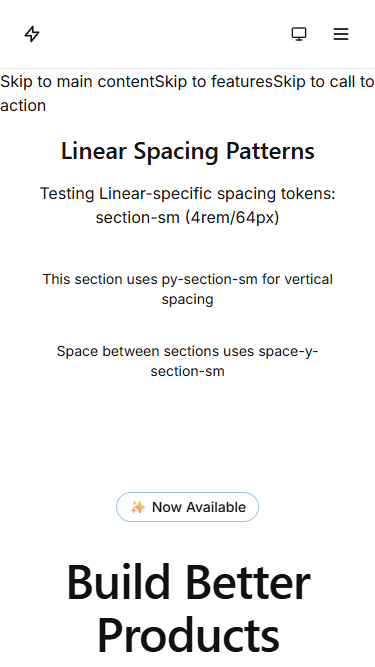 Skip to main contentSkip to featuresSkip to call to
action
Linear Spacing Patterns
Testing Linear-specific spacing tokens:
section-sm (4rem/64px)
This section uses py-section-sm for vertical
spacing
Space between sections uses space-y-
section-sm
✨ Now Available
Build Better
Products